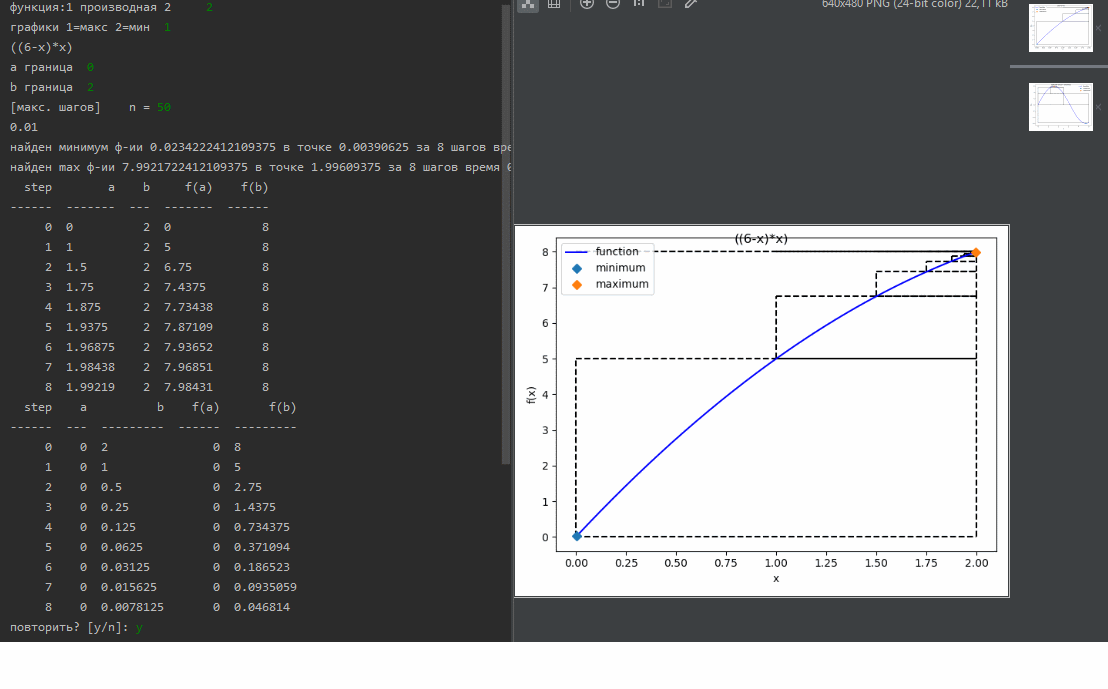 функция:1 производная 2 2
графики 1=макс 2=мин 1
((6-x)*x)
a граница 0
b граница 2
[макс. шагов] n = 50
0.01
найден минимум ф-ии 0.0234222412109375 в точке 0.00390625 за 8 шагов
найден max ф-ии 7.9921722412109375 в точке 1.99609375 за 8 шагов время
step a b f(a) f(b)
------ ------- --- ------- ------
0 0 2 0 8
1 1 2 5 8
2 1.5 2 6.75 8
3 1.75 2 7.4375 8
4 1.875 2 7.73438 8
5 1.9375 2 7.87109 8
6 1.96875 2 7.93652 8
7 1.98438 2 7.96851 8
8 1.99219 2 7.98431 8
step a b f(a) f(b)
------ --- --------- ------ ---------
0 0 2 0 8
1 0 1 0 5
2 0 0.5 0 2.75
3 0 0.25 0 1.4375
4 0 0.125 0 0.734375
5 0 0.0625 0 0.371094
6 0 0.03125 0 0.186523
7 0 0.015625 0 0.0935059
8 0 0.0078125 0 0.046814
повторить? [y/n]: y
1:1
640x480 PNG (24-bit color) 22,11 kB
((6-x)*x)
function
minimum
maximum
8
7
6
5
4
3
2
1
0
f(x)
0.00 0.25 0.50 0.75 1.00 1.25 1.50 1.75 2.00
x